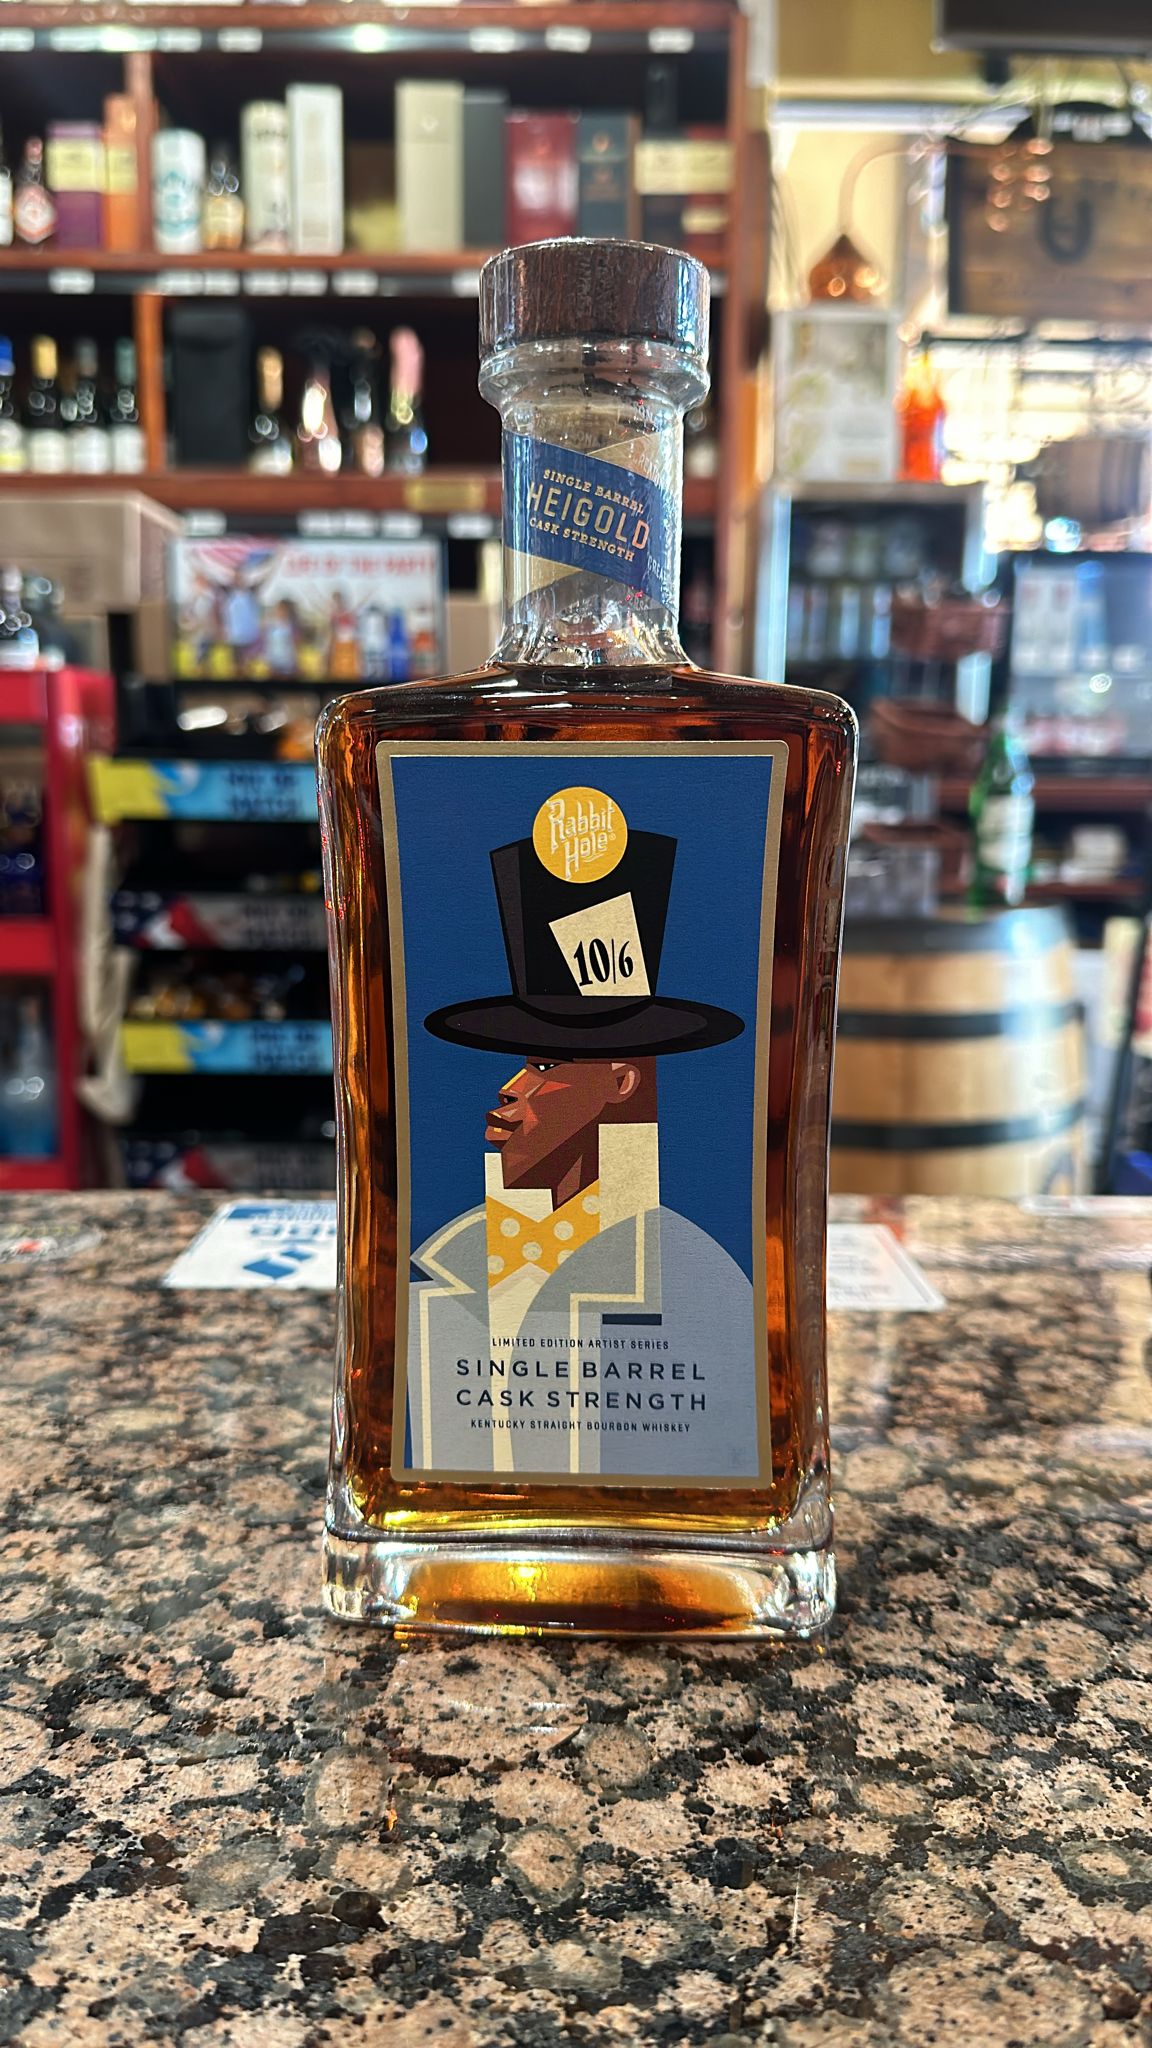 SINGLE BARREL
HEIGOLD
CASK STRENGTH
Rabbit
Hole®
10/6
LIMITED EDITION ARTIST SERIES
SINGLE BARREL
CASK STRENGTH
KENTUCKY STRAIGHT BOURBON WHISKEY